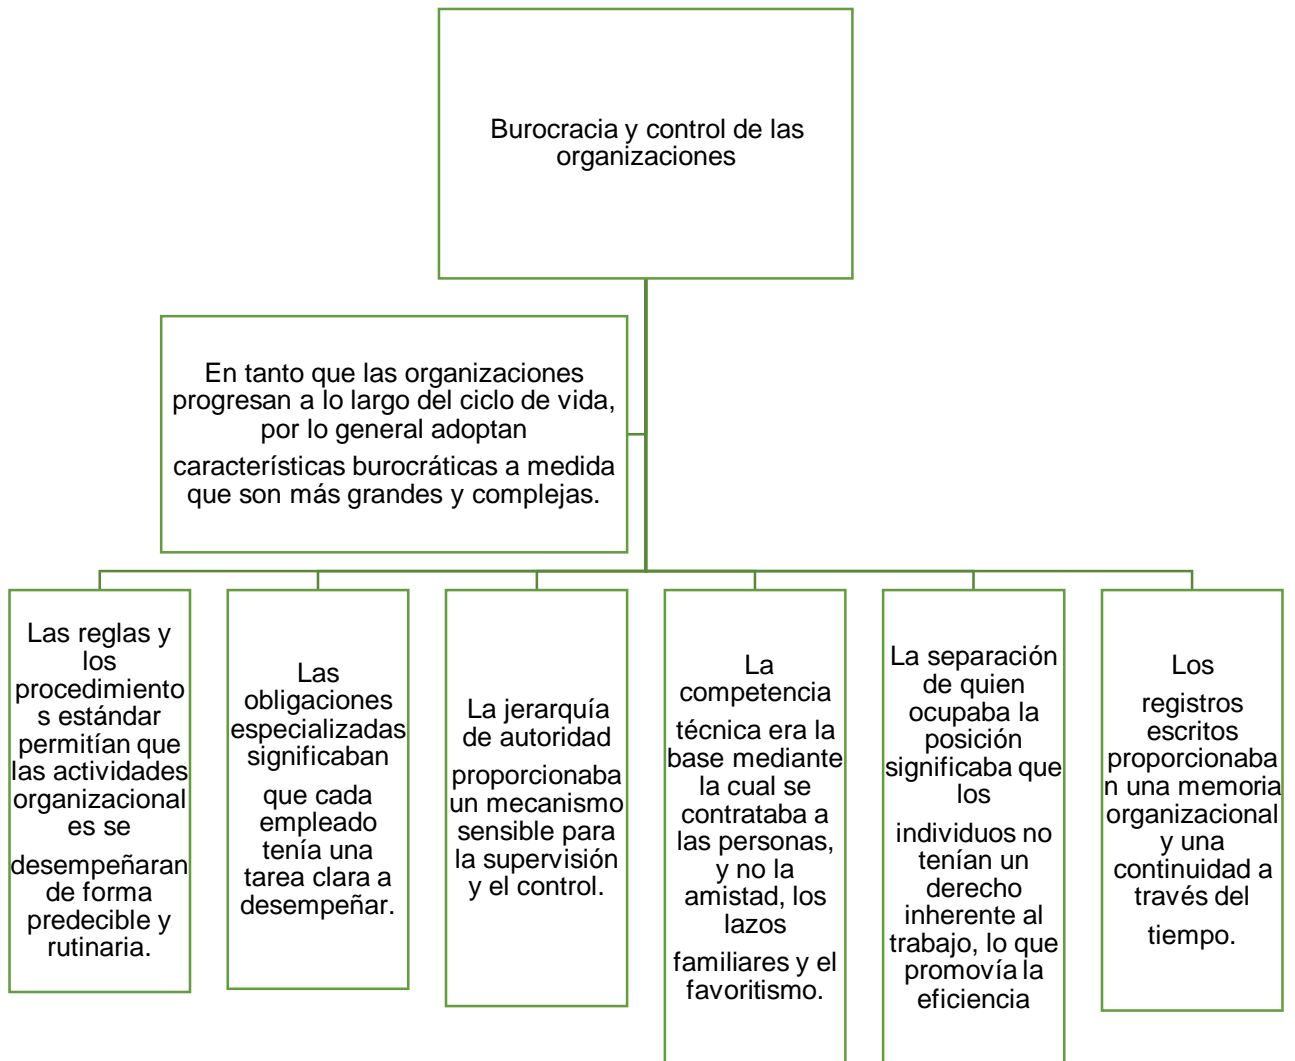 Burocracia y control de las
organizaciones
En tanto que las organizaciones
progresan a lo largo del ciclo de vida,
por lo general adoptan
características burocráticas a medida
que son más grandes y complejas.
Las reglas y
los
procedimiento
s estándar
permitían que
las actividades
organizacional
es se
desempeñaran
de forma
predecible y
rutinaria.
Las
obligaciones
especializadas
significaban
que cada
empleado
tenía una
tarea clara a
desempeñar.
La jerarquía
de autoridad
proporcionaba
un mecanismo
sensible para
la supervisión
y el control.
La
competencia
técnica era la
base mediante
la cual se
contrataba a
las personas,
y no la
amistad, los
lazos
familiares y el
favoritismo.
La separación
de quien
ocupaba la
posición
significaba que
los
individuos no
tenían un
derecho
inherente al
trabajo, lo que
promovía la
eficiencia
Los
registros
escritos
proporcionaba
n una memoria
organizacional
y una
continuidad a
través del
tiempo.